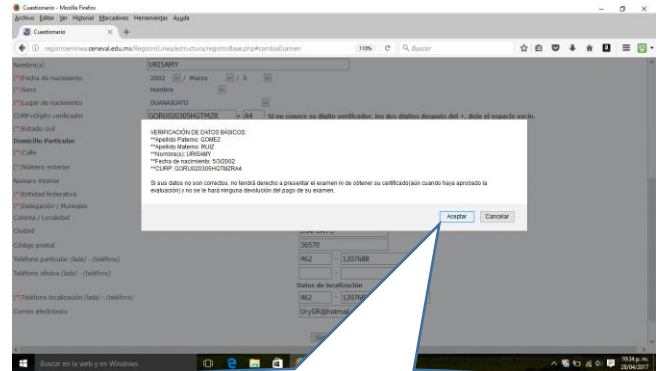 Cuestionario - Mozilla Firefox
Archivo Editar Ver Historial Marcadores Herramientas Ayuda
Cuestionario
registroenlinea.ceneval.edu.mx/RegistroLinea/estructura/registroBase.php#cambiaExamen 110% Buscar
Nombre(s) URISAMY
(*)Fecha de nacimiento 2002 / Marzo / 5
(*)Sexo Hombre
(*)Lugar de nacimiento GUANAJUATO
CURP+Dígito verificador GORU020305HGTMZR + A4 Si no conoce su dígito verificador, los dos dígitos después del +, deje el espacio vacío.
(*)Estado civil
Domicilio Particular
(*)Calle
(*)Número exterior
Número interior
(*)Entidad federativa
(*)Delegación / Municipio
Colonia / Localidad
Ciudad
Código postal 36570
Teléfono particular (lada) - (teléfono) 462 - 1207688
Teléfono oficina (lada) - (teléfono) -
Datos de localización
(*)Teléfono localización (lada) - (teléfono) 462 -
Correo electrónico
VERIFICACIÓN DE DATOS BÁSICOS:
**Apellido Paterno: GOMEZ
**Apellido Materno: RUIZ
**Nombre(s): URISAMY
**Fecha de nacimiento: 5/3/2002
**CURP: GORU020305HGTMZRA4
Si sus datos no son correctos, no tendrá derecho a presentar el examen ni de obtener su certificado(aún cuando haya aprobado la
evaluación) y no se le hará ninguna devolución del pago de su examen.
Aceptar Cancelar
Buscar en la web y en Windows
10:34 p. m.
28/04/2017